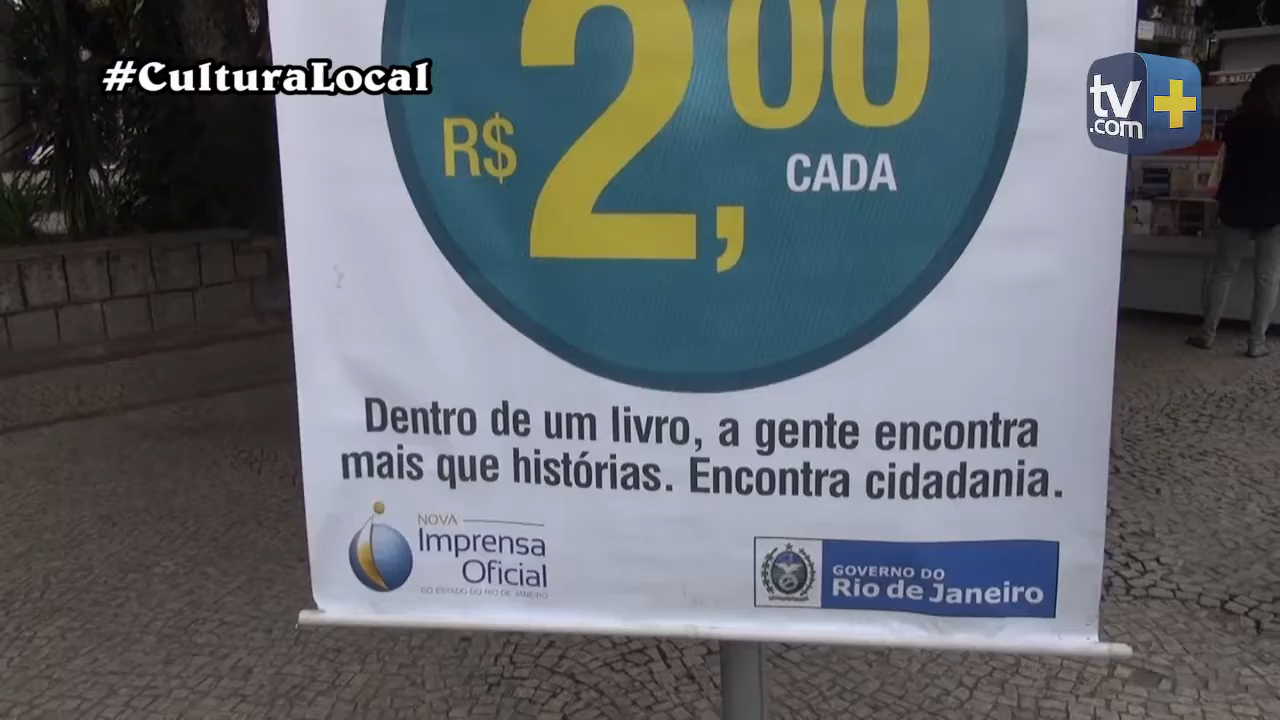 #CulturaLocal
tv
.com
R$ 2,00
CADA
Dentro de um livro, a gente encontra
mais que histórias. Encontra cidadania.
NOVA
Imprensa
Oficial
DO ESTADO DO RIO DE JANEIRO
GOVERNO DO
Rio de Janeiro